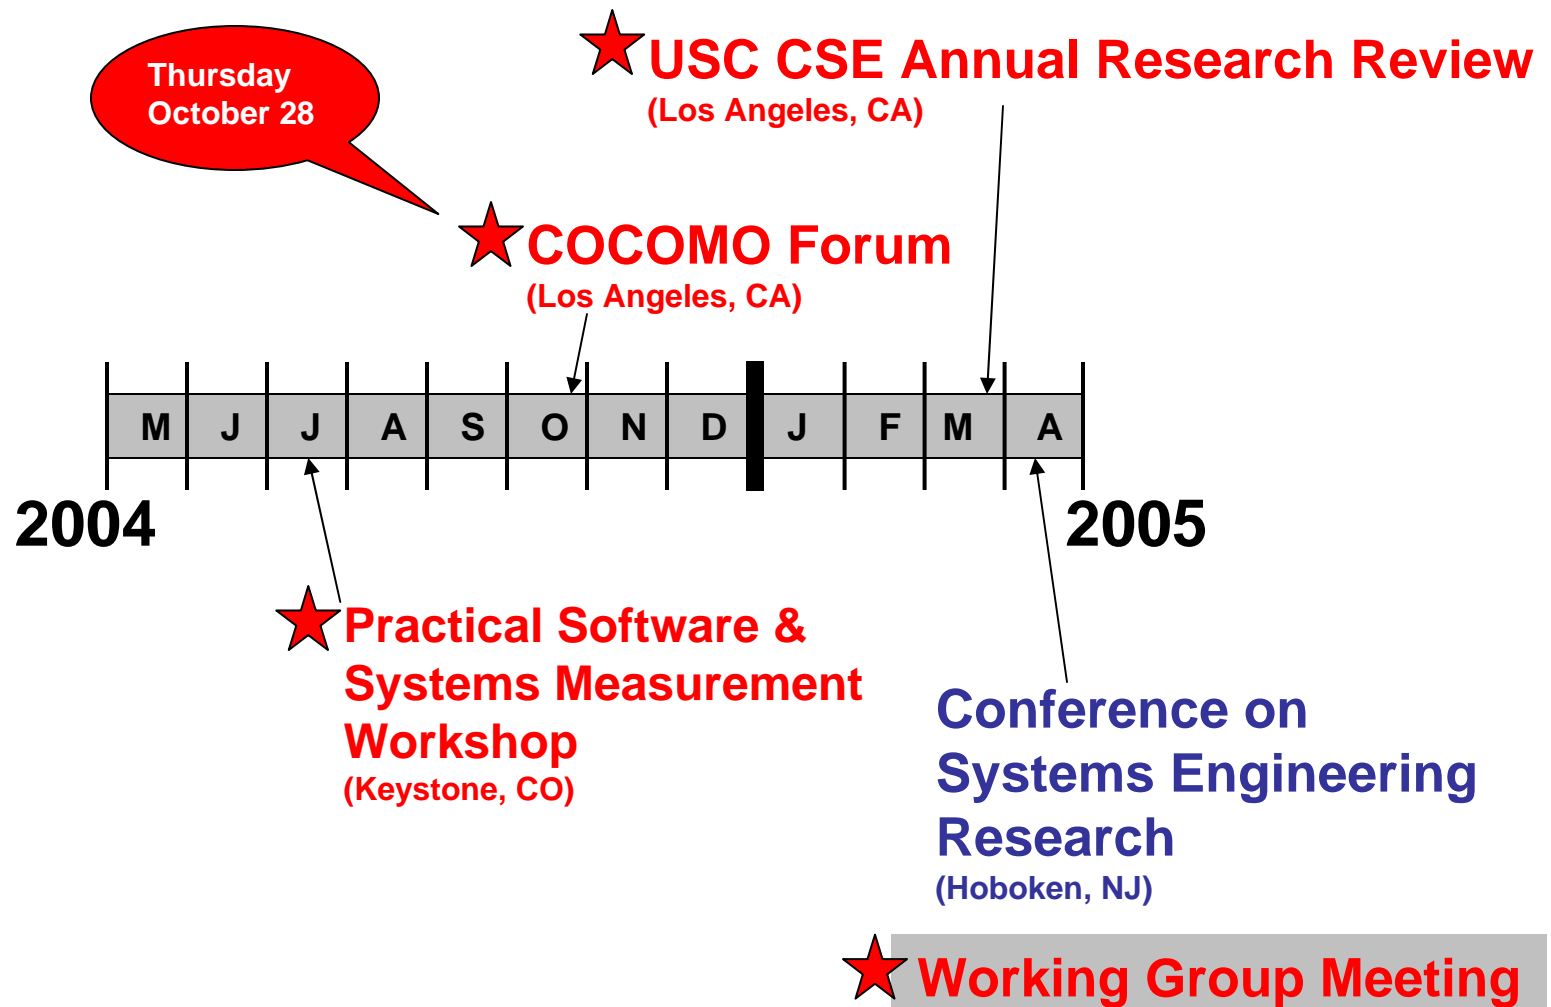 USC CSE Annual Research Review
(Los Angeles, CA)
Thursday
October 28
COCOMO Forum
(Los Angeles, CA)
M J J A S O N D J F M A
2004
2005
Practical Software &
Systems Measurement
Workshop
(Keystone, CO)
Conference on
Systems Engineering
Research
(Hoboken, NJ)
Working Group Meeting